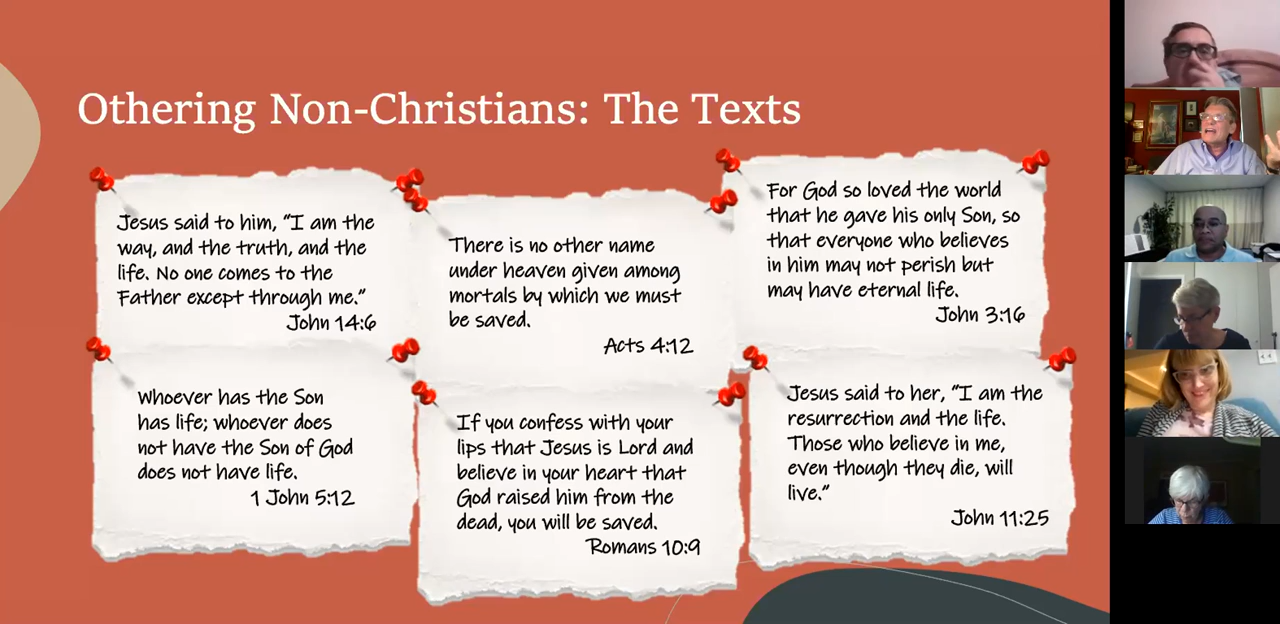 Othering Non-Christians: The Texts
Jesus said to him, “I am the
way, and the truth, and the
life. No one comes to the
Father except through me.”
John 14:6
There is no other name
under heaven given among
mortals by which we must
be saved.
Acts 4:12
For God so loved the world
that he gave his only Son, so
that everyone who believes
in him may not perish but
may have eternal life.
John 3:16
Whoever has the Son
has life; whoever does
not have the Son of God
does not have life.
1 John 5:12
If you confess with your
lips that Jesus is Lord and
believe in your heart that
God raised him from the
dead, you will be saved.
Romans 10:9
Jesus said to her, “I am the
resurrection and the life.
Those who believe in me,
even though they die, will
live.”
John 11:25